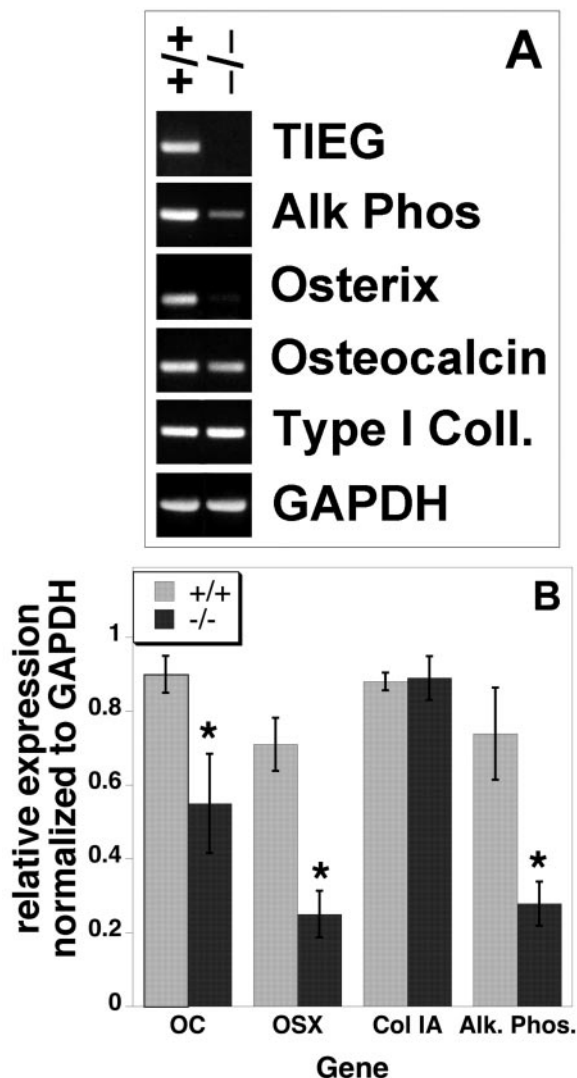 +/+ -/- A
TIEG
Alk Phos
Osterix
Osteocalcin
Type I Coll.
GAPDH
B
+/+
-/-
relative expression
normalized to GAPDH
1
0.8
0.6
0.4
0.2
0
*
*
*
OC OSX Col IA Alk. Phos.
Gene